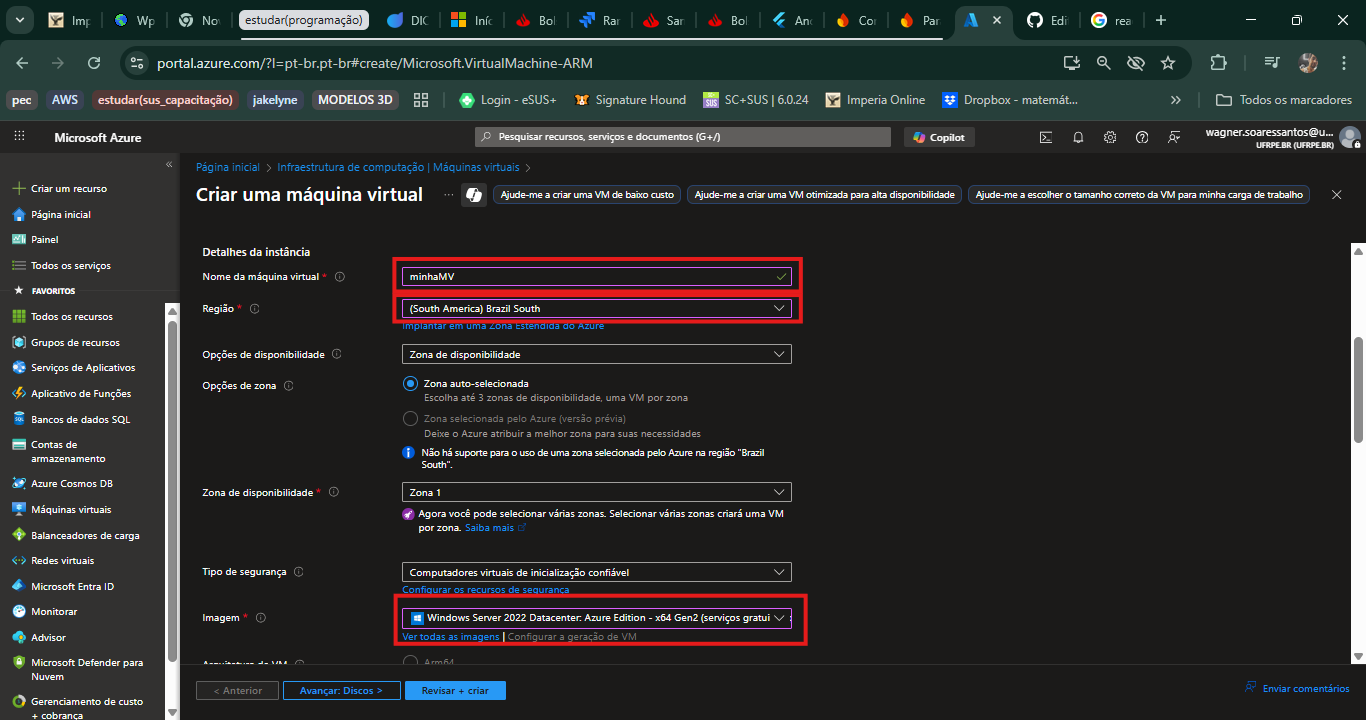 Imp
Wp
Nov
estudar(programação)
DIC
Iníc
Bol
Rar
San
Bol
Anc
Cor
Par
Edi
rea
portal.azure.com/?l=pt-br.pt-br#create/Microsoft.VirtualMachine-ARM
pec
AWS
estudar(sus_capacitação)
jakelyne
MODELOS 3D
Login - eSUS+
Signature Hound
SC+SUS | 6.0.24
Imperia Online
Dropbox - matemát...
Todos os marcadores
Microsoft Azure
Pesquisar recursos, serviços e documentos (G+/)
Copilot
wagner.soaressantos@u...
UFRPE.BR (UFRPE.BR)
Criar um recurso
Página inicial
Painel
Todos os serviços
FAVORITOS
Todos os recursos
Grupos de recursos
Serviços de Aplicativos
Aplicativo de Funções
Bancos de dados SQL
Contas de
armazenamento
Azure Cosmos DB
Máquinas virtuais
Balanceadores de carga
Redes virtuais
Microsoft Entra ID
Monitorar
Advisor
Microsoft Defender para
Nuvem
Gerenciamento de custo
+ cobrança
Página inicial > Infraestrutura de computação | Máquinas virtuais >
Criar uma máquina virtual ...
Ajude-me a criar uma VM de baixo custo
Ajude-me a criar uma VM otimizada para alta disponibilidade
Ajude-me a escolher o tamanho correto da VM para minha carga de trabalho
Detalhes da instância
Nome da máquina virtual *
minhaMV
Região *
(South America) Brazil South
Implantar em uma Zona Estendida do Azure
Opções de disponibilidade
Zona de disponibilidade
Opções de zona
Zona auto-selecionada
Escolha até 3 zonas de disponibilidade, uma VM por zona
Zona selecionada pelo Azure (versão prévia)
Deixe o Azure atribuir a melhor zona para suas necessidades
Não há suporte para o uso de uma zona selecionada pelo Azure na região "Brazil
South".
Zona de disponibilidade *
Zona 1
Agora você pode selecionar várias zonas. Selecionar várias zonas criará uma VM
por zona. Saiba mais
Tipo de segurança
Computadores virtuais de inicialização confiável
Configurar os recursos de segurança
Imagem *
Windows Server 2022 Datacenter: Azure Edition - x64 Gen2 (serviços gratui
Ver todas as imagens | Configurar a geração de VM
Arquitetura da VM
Arm64
< Anterior
Avançar: Discos >
Revisar + criar
Enviar comentários